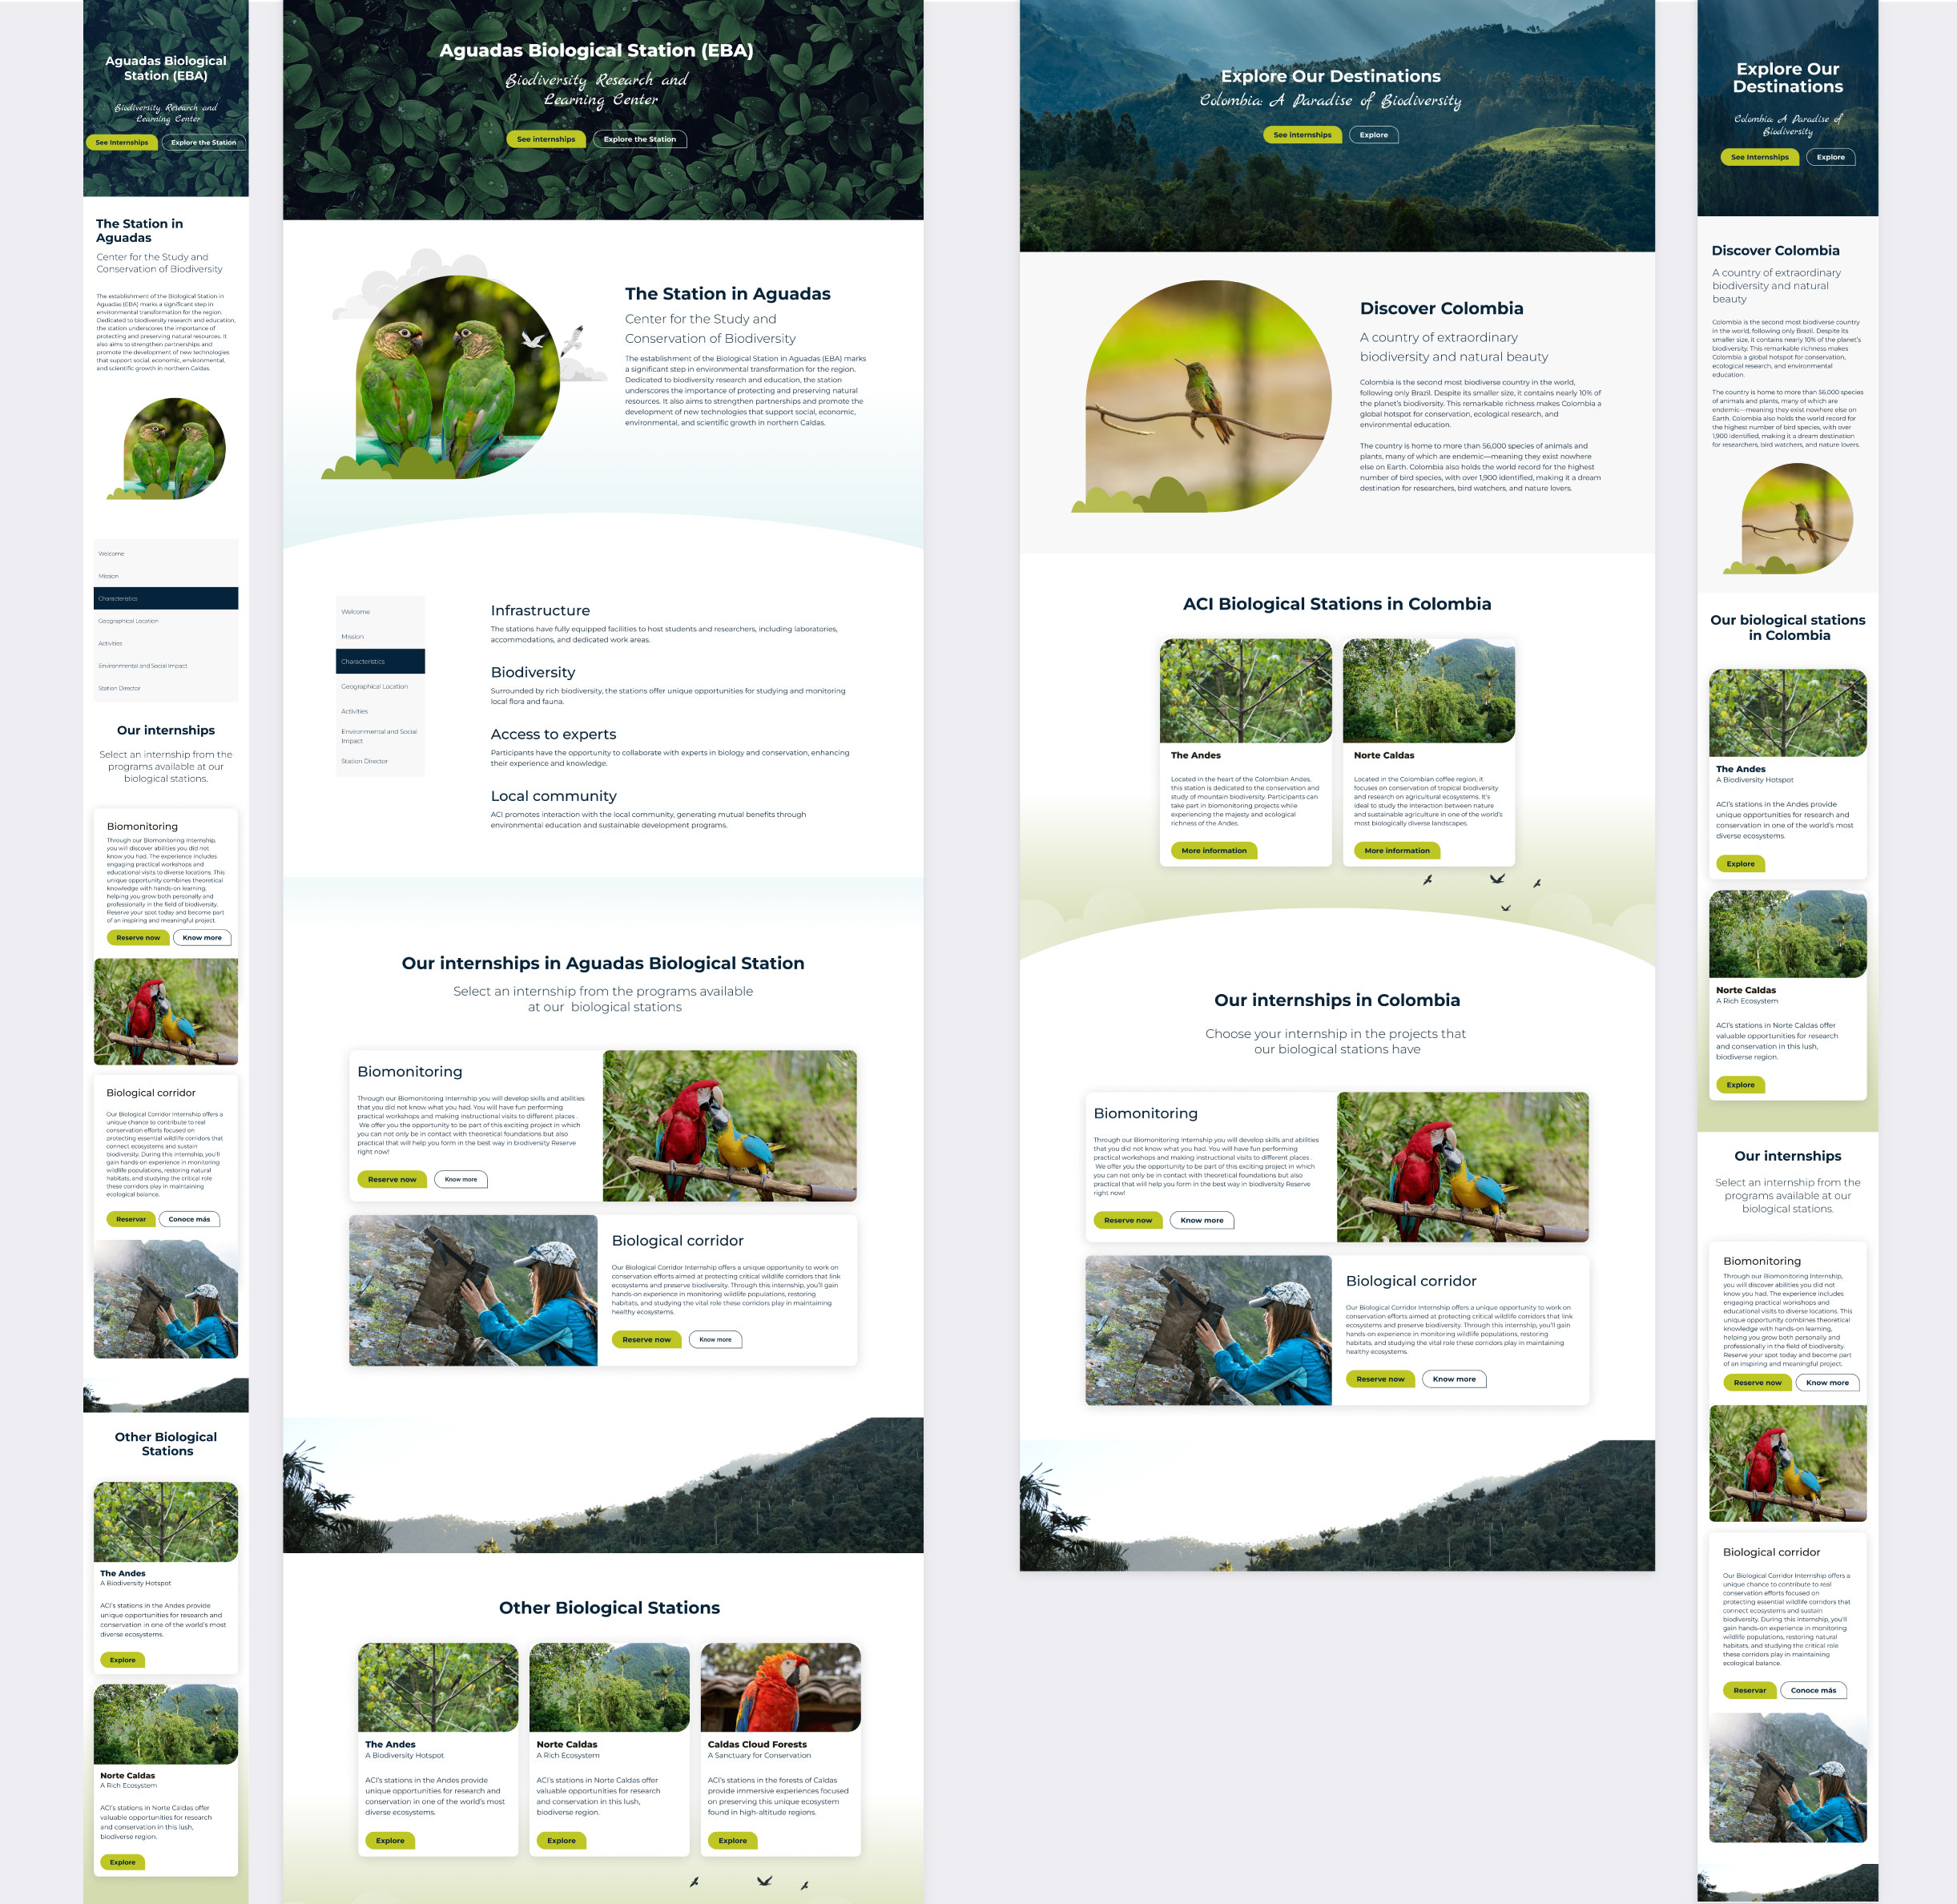 Aguadas Biological
Station (EBA)
Biodiversity Research and
Learning Center
See Internships
Explore the Station
The Station in
Aguadas
Center for the Study and
Conservation of Biodiversity
The establishment of the Biological Station in
Aguadas (EBA) marks a significant step in
environmental transformation for the region.
Dedicated to biodiversity research and education,
the station underscores the importance of
protecting and preserving natural resources. It
also aims to strengthen partnerships and
promote the development of new technologies
that support social, economic, environmental,
and scientific growth in northern Caldas.
Welcome
Mission
Characteristics
Geographical Location
Activities
Environmental and Social Impact
Station Director
Our internships
Select an internship from the
programs available at our
biological stations.
Biomonitoring
Through our Biomonitoring Internship,
you will discover abilities you did not
know you had. The experience includes
engaging practical workshops and
educational visits to diverse locations. This
unique opportunity combines theoretical
knowledge with hands-on learning,
helping you grow both personally and
professionally in the field of biodiversity.
Reserve your spot today and become part
of an inspiring and meaningful project.
Reserve now
Know more
Biological corridor
Our Biological Corridor Internship offers a
unique chance to contribute to real
conservation efforts focused on
protecting essential wildlife corridors that
connect ecosystems and sustain
biodiversity. During this internship, you'll
gain hands-on experience in monitoring
wildlife populations, restoring natural
habitats, and studying the critical role
these corridors play in maintaining
ecological balance.
Reservar
Conoce más
Other Biological
Stations
The Andes
A Biodiversity Hotspot
ACI's stations in the Andes provide
unique opportunities for research and
conservation in one of the world's most
diverse ecosystems.
Explore
Norte Caldas
A Rich Ecosystem
ACI's stations in Norte Caldas offer
valuable opportunities for research
and conservation in this lush,
biodiverse region.
Explore
Aguadas Biological Station (EBA)
Biodiversity Research and
Learning Center
See internships
Explore the Station
The Station in Aguadas
Center for the Study and
Conservation of Biodiversity
The establishment of the Biological Station in Aguadas (EBA) marks
a significant step in environmental transformation for the region.
Dedicated to biodiversity research and education, the station
underscores the importance of protecting and preserving natural
resources. It also aims to strengthen partnerships and promote the
development of new technologies that support social, economic,
environmental, and scientific growth in northern Caldas.
Welcome
Mission
Characteristics
Geographical Location
Activities
Environmental and Social
Impact
Station Director
Infrastructure
The stations have fully equipped facilities to host students and researchers, including laboratories,
accommodations, and dedicated work areas.
Biodiversity
Surrounded by rich biodiversity, the stations offer unique opportunities for studying and monitoring
local flora and fauna.
Access to experts
Participants have the opportunity to collaborate with experts in biology and conservation, enhancing
their experience and knowledge.
Local community
ACI promotes interaction with the local community, generating mutual benefits through
environmental education and sustainable development programs.
Our internships in Aguadas Biological Station
Select an internship from the programs available
at our biological stations
Biomonitoring
Through our Biomonitoring Internship you will develop skills and abilities
that you did not know what you had. You will have fun performing
practical workshops and making instructional visits to different places .
We offer you the opportunity to be part of this exciting project in which
you can not only be in contact with theoretical foundations but also
practical that will help you form in the best way in biodiversity Reserve
right now!
Reserve now
Know more
Biological corridor
Our Biological Corridor Internship offers a unique opportunity to work on
conservation efforts aimed at protecting critical wildlife corridors that link
ecosystems and preserve biodiversity. Through this internship, you'll gain
hands-on experience in monitoring wildlife populations, restoring
habitats, and studying the vital role these corridors play in maintaining
healthy ecosystems.
Reserve now
Know more
Other Biological Stations
The Andes
A Biodiversity Hotspot
ACI's stations in the Andes provide
unique opportunities for research and
conservation in one of the world's most
diverse ecosystems.
Explore
Norte Caldas
A Rich Ecosystem
ACI's stations in Norte Caldas offer
valuable opportunities for research
and conservation in this lush,
biodiverse region.
Explore
Caldas Cloud Forests
A Sanctuary for Conservation
ACI's stations in the forests of Caldas
provide immersive experiences focused
on preserving this unique ecosystem
found in high-altitude regions.
Explore
Explore Our Destinations
Colombia: A Paradise of Biodiversity
See internships
Explore
Discover Colombia
A country of extraordinary
biodiversity and natural beauty
Colombia is the second most biodiverse country in the world,
following only Brazil. Despite its smaller size, it contains nearly 10% of
the planet's biodiversity. This remarkable richness makes Colombia a
global hotspot for conservation, ecological research, and
environmental education.
The country is home to more than 56,000 species of animals and
plants, many of which are endemic—meaning they exist nowhere
else on Earth. Colombia also holds the world record for the highest
number of bird species, with over 1,900 identified, making it a dream
destination for researchers, bird watchers, and nature lovers.
ACI Biological Stations in Colombia
The Andes
Located in the heart of the Colombian Andes,
this station is dedicated to the conservation and
study of mountain biodiversity. Participants can
take part in biomonitoring projects while
experiencing the majesty and ecological
richness of the Andes.
More information
Norte Caldas
Located in the Colombian coffee region, it
focuses on conservation of tropical biodiversity
and research on agricultural ecosystems. It's
ideal to study the interaction between nature
and sustainable agriculture in one of the world's
most biologically diverse landscapes.
More information
Our internships in Colombia
Choose your internship in the projects that
our biological stations have
Biomonitoring
Through our Biomonitoring Internship you will develop skills and abilities
that you did not know what you had. You will have fun performing
practical workshops and making instructional visits to different places .
We offer you the opportunity to be part of this exciting project in which
you can not only be in contact with theoretical foundations but also
practical that will help you form in the best way in biodiversity Reserve
right now!
Reserve now
Know more
Biological corridor
Our Biological Corridor Internship offers a unique opportunity to work on
conservation efforts aimed at protecting critical wildlife corridors that link
ecosystems and preserve biodiversity. Through this internship, you'll gain
hands-on experience in monitoring wildlife populations, restoring
habitats, and studying the vital role these corridors play in maintaining
healthy ecosystems.
Reserve now
Know more
Explore Our
Destinations
Colombia: A Paradise of
Biodiversity
See Internships
Explore
Discover Colombia
A country of extraordinary
biodiversity and natural
beauty
Colombia is the second most biodiverse country
in the world, following only Brazil. Despite its
smaller size, it contains nearly 10% of the planet's
biodiversity. This remarkable richness makes
Colombia a global hotspot for conservation,
ecological research, and environmental
education.
The country is home to more than 56,000 species
of animals and plants, many of which are
endemic—meaning they exist nowhere else on
Earth. Colombia also holds the world record for
the highest number of bird species, with over
1,900 identified, making it a dream destination
for researchers, bird watchers, and nature lovers.
Our biological stations
in Colombia
The Andes
A Biodiversity Hotspot
ACI's stations in the Andes provide
unique opportunities for research and
conservation in one of the world's most
diverse ecosystems.
Explore
Norte Caldas
A Rich Ecosystem
ACI's stations in Norte Caldas offer
valuable opportunities for research
and conservation in this lush,
biodiverse region.
Explore
Our internships
Select an internship from the
programs available at our
biological stations.
Biomonitoring
Through our Biomonitoring Internship,
you will discover abilities you did not
know you had. The experience includes
engaging practical workshops and
educational visits to diverse locations. This
unique opportunity combines theoretical
knowledge with hands-on learning,
helping you grow both personally and
professionally in the field of biodiversity.
Reserve your spot today and become part
of an inspiring and meaningful project.
Reserve now
Know more
Biological corridor
Our Biological Corridor Internship offers a
unique chance to contribute to real
conservation efforts focused on
protecting essential wildlife corridors that
connect ecosystems and sustain
biodiversity. During this internship, you'll
gain hands-on experience in monitoring
wildlife populations, restoring natural
habitats, and studying the critical role
these corridors play in maintaining
ecological balance.
Reservar
Conoce más